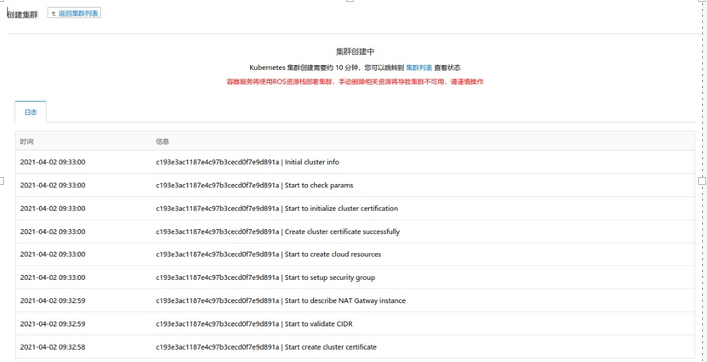 创建集群
返回集群列表
集群创建中
Kubernetes 集群创建需要约 10 分钟，您可以跳转到 集群列表 查看状态
容器服务将使用ROS资源栈部署集群，手动删除相关资源将导致集群不可用，请谨慎操作
日志
时间 信息
2021-04-02 09:33:00 c193e3ac1187e4c97b3cecd0f7e9d891a | Initial cluster info
2021-04-02 09:33:00 c193e3ac1187e4c97b3cecd0f7e9d891a | Start to check params
2021-04-02 09:33:00 c193e3ac1187e4c97b3cecd0f7e9d891a | Start to initialize cluster certification
2021-04-02 09:33:00 c193e3ac1187e4c97b3cecd0f7e9d891a | Create cluster certificate successfully
2021-04-02 09:33:00 c193e3ac1187e4c97b3cecd0f7e9d891a | Start to create cloud resources
2021-04-02 09:33:00 c193e3ac1187e4c97b3cecd0f7e9d891a | Start to setup security group
2021-04-02 09:32:59 c193e3ac1187e4c97b3cecd0f7e9d891a | Start to describe NAT Gatway instance
2021-04-02 09:32:59 c193e3ac1187e4c97b3cecd0f7e9d891a | Start to validate CIDR
2021-04-02 09:32:58 c193e3ac1187e4c97b3cecd0f7e9d891a | Start create cluster certificate